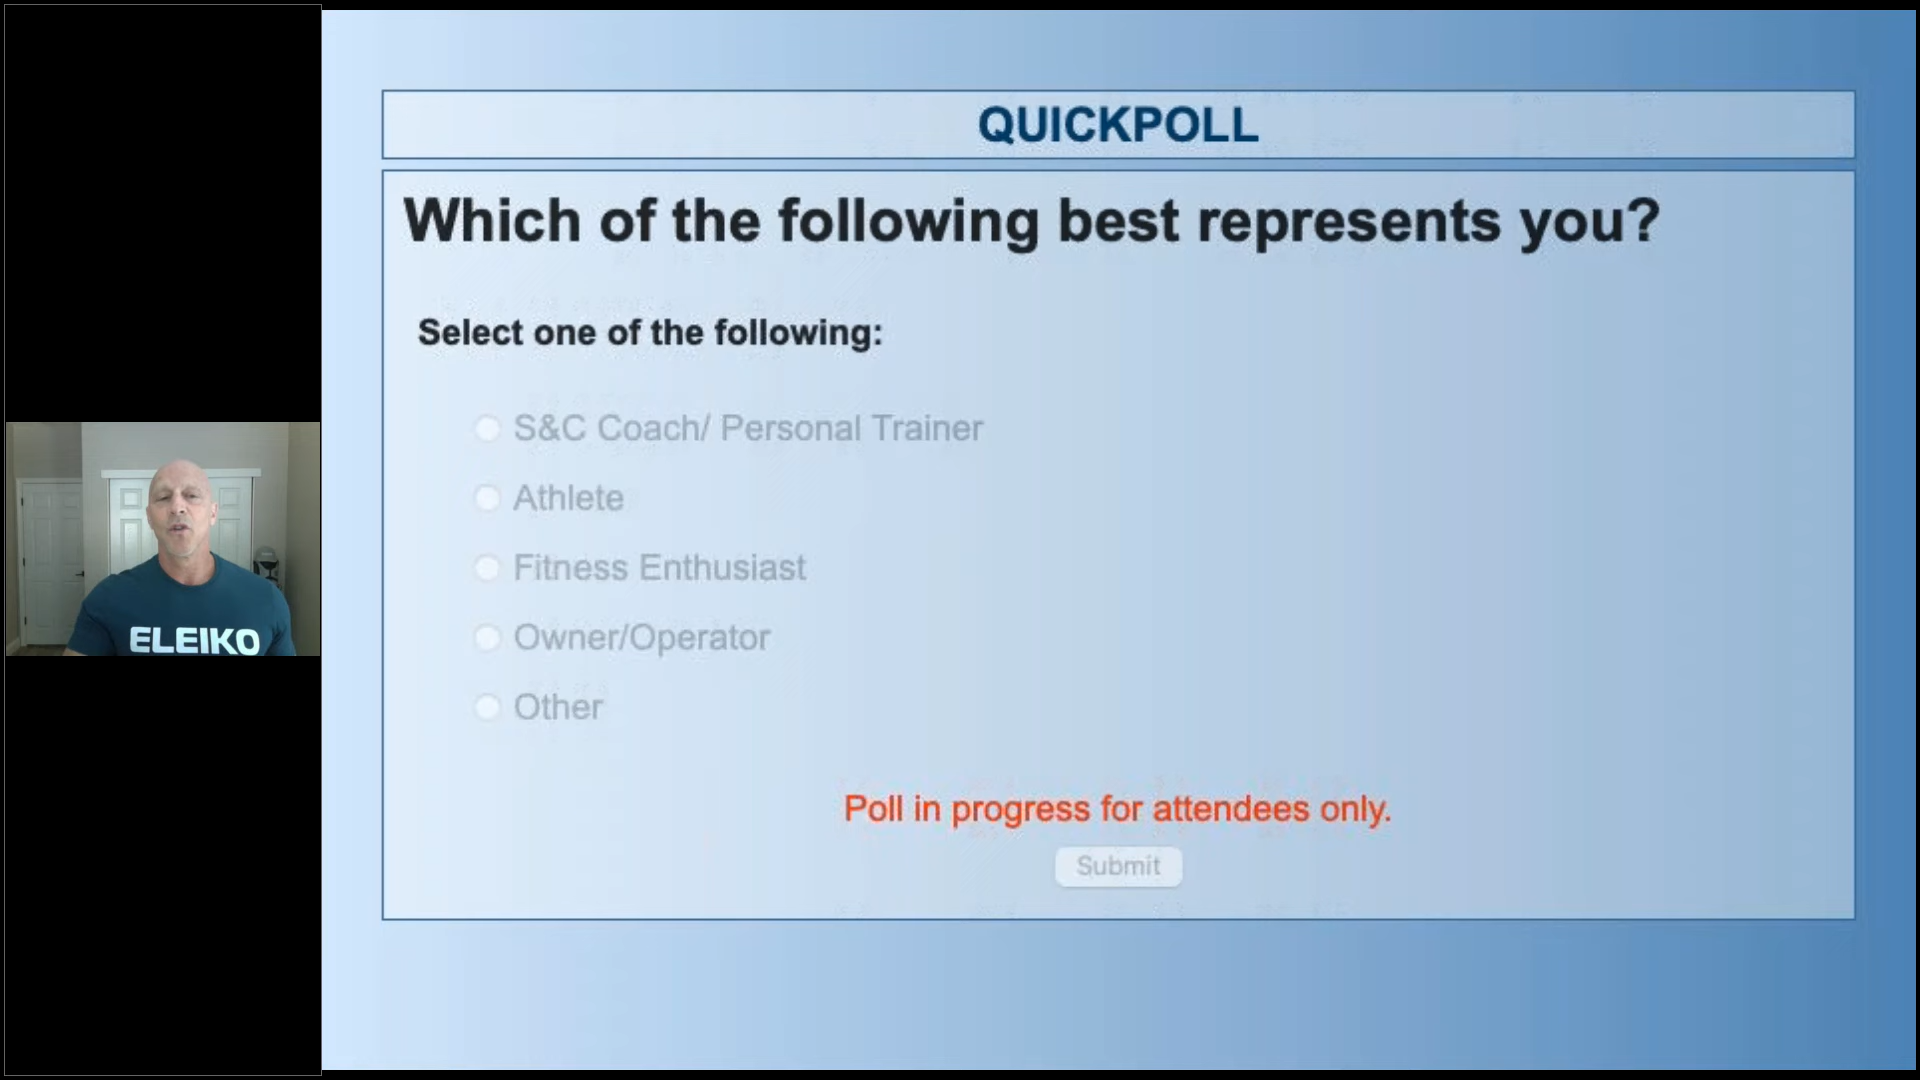 QUICKPOLL
Which of the following best represents you?
Select one of the following:
S&C Coach/ Personal Trainer
Athlete
Fitness Enthusiast
Owner/Operator
Other
Poll in progress for attendees only.
Submit
ELEIKO